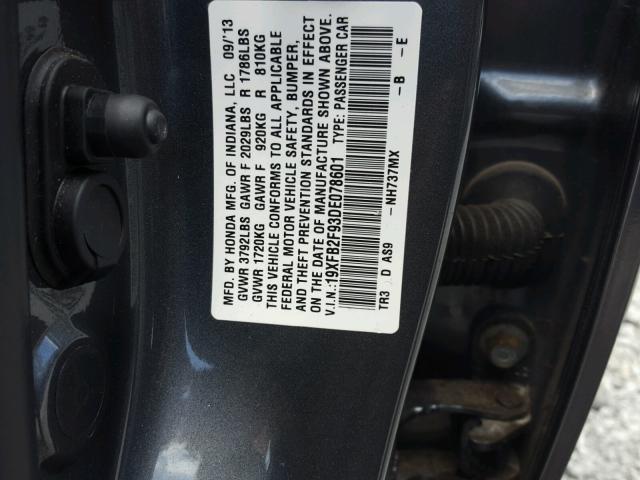 MFD. BY HONDA MFG. OF INDIANA, LLC 09/'13
GVWR 3792LBS GAWR F 2029LBS R 1786LBS
GVWR 1720KG GAWR F 920KG R 810KG
THIS VEHICLE CONFORMS TO ALL APPLICABLE
FEDERAL MOTOR VEHICLE SAFETY, BUMPER,
AND THEFT PREVENTION STANDARDS IN EFFECT
ON THE DATE OF MANUFACTURE SHOWN ABOVE.
V.I.N.:19XFB2F93DE078601 TYPE: PASSENGER CAR
TR3 D AS9 -NH737MX -B -E